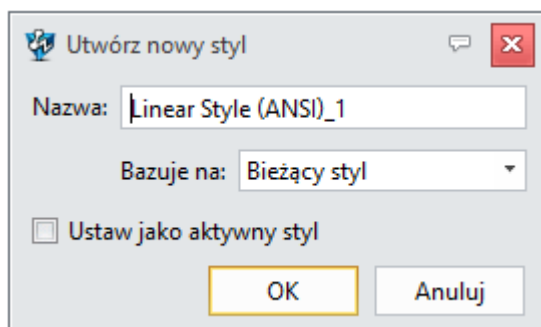 Utwórz nowy styl
Nazwa: Linear Style (ANSI)_1
Bazuje na: Bieżący styl
Ustaw jako aktywny styl
OK Anuluj